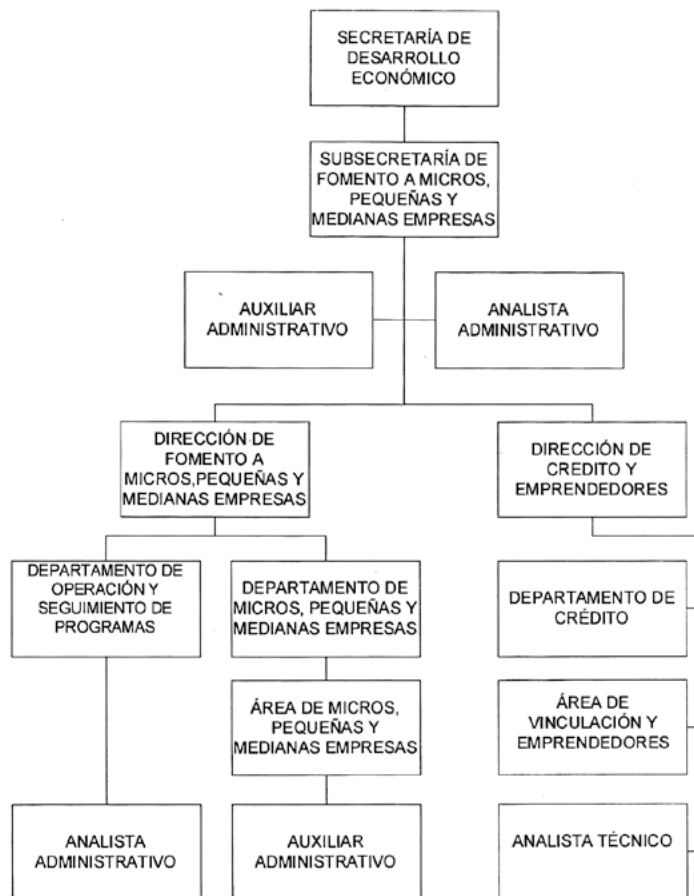 SECRETARÍA DE
DESARROLLO
ECONÓMICO
SUBSECRETARÍA DE
FOMENTO A MICROS,
PEQUEÑAS Y
MEDIANAS EMPRESAS
AUXILIAR
ADMINISTRATIVO
ANALISTA
ADMINISTRATIVO
DIRECCIÓN DE
FOMENTO A
MICROS,PEQUEÑAS Y
MEDIANAS EMPRESAS
DIRECCIÓN DE
CREDITO Y
EMPRENDEDORES
DEPARTAMENTO DE
OPERACIÓN Y
SEGUIMIENTO DE
PROGRAMAS
DEPARTAMENTO DE
MICROS, PEQUEÑAS Y
MEDIANAS EMPRESAS
DEPARTAMENTO DE
CRÉDITO
ÁREA DE MICROS,
PEQUEÑAS Y
MEDIANAS EMPRESAS
ÁREA DE
VINCULACIÓN Y
EMPRENDEDORES
ANALISTA
ADMINISTRATIVO
AUXILIAR
ADMINISTRATIVO
ANALISTA TÉCNICO